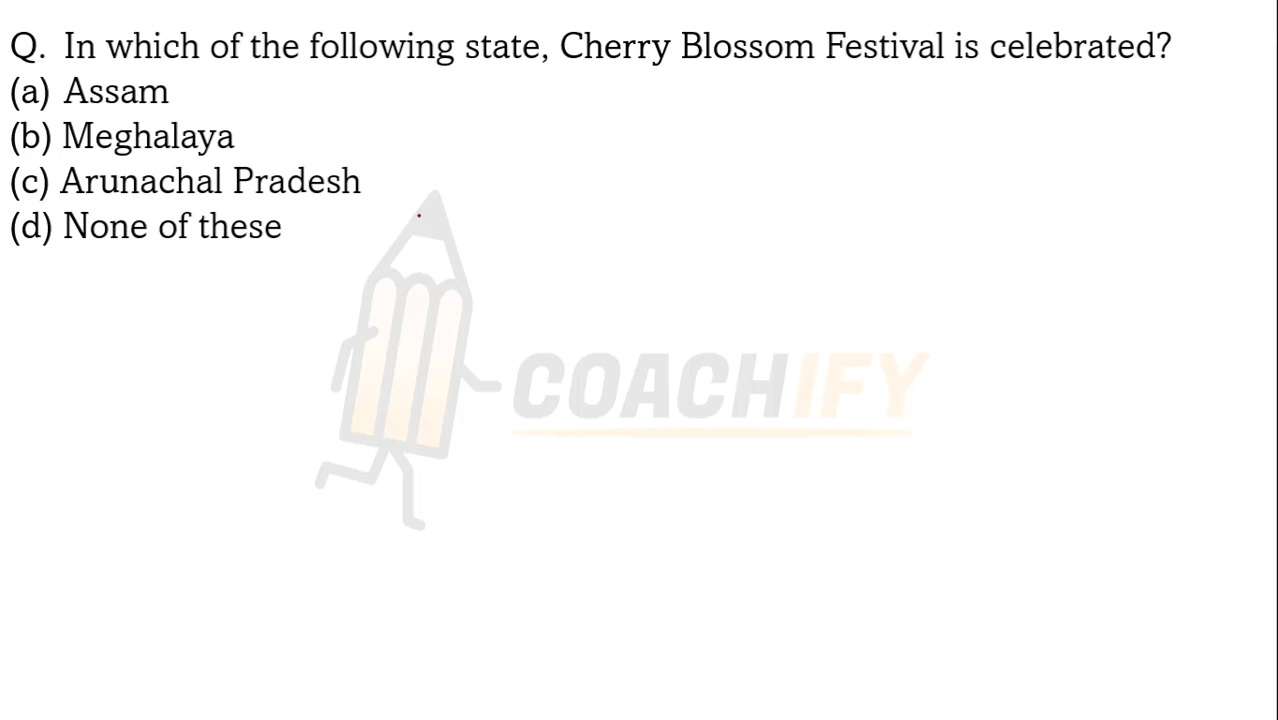 Q. In which of the following state, Cherry Blossom Festival is celebrated?
(a) Assam
(b) Meghalaya
(c) Arunachal Pradesh
(d) None of these
COACHIFY